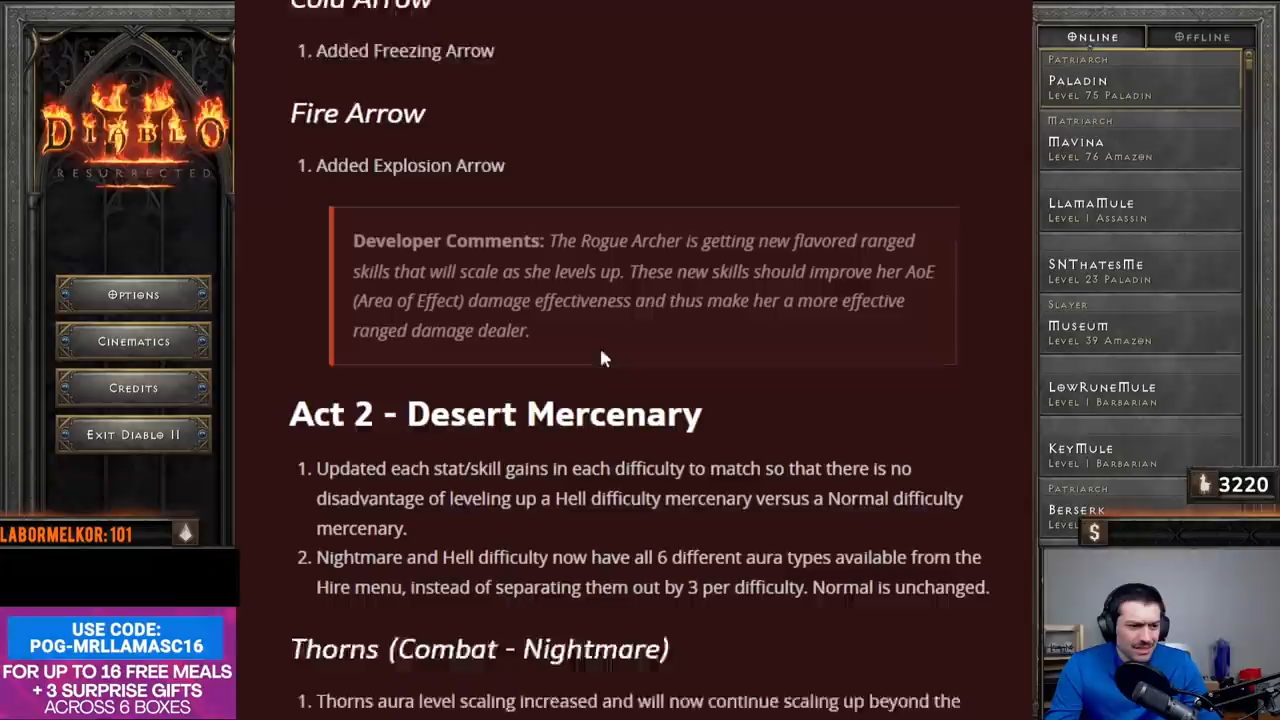 Cold Arrow
1. Added Freezing Arrow
Fire Arrow
1. Added Explosion Arrow
Developer Comments: The Rogue Archer is getting new flavored ranged
skills that will scale as she levels up. These new skills should improve her AoE
(Area of Effect) damage effectiveness and thus make her a more effective
ranged damage dealer.
Act 2 - Desert Mercenary
1. Updated each stat/skill gains in each difficulty to match so that there is no
disadvantage of leveling up a Hell difficulty mercenary versus a Normal difficulty
mercenary.
2. Nightmare and Hell difficulty now have all 6 different aura types available from the
Hire menu, instead of separating them out by 3 per difficulty. Normal is unchanged.
Thorns (Combat - Nightmare)
1. Thorns aura level scaling increased and will now continue scaling up beyond the
DIABLO II
RESURRECTED
Options
Cinematics
Credits
Exit Diablo II
LABORMELKOR: 101
USE CODE:
POG-MRLLAMASC16
FOR UP TO 16 FREE MEALS
+ 3 SURPRISE GIFTS
ACROSS 6 BOXES
Online
Offline
Patriarch
Paladin
Level 75 Paladin
Matriarch
Mavina
Level 76 Amazon
LlamaMule
Level 1 Assassin
SNThatesMe
Level 23 Paladin
Slayer
Museum
Level 39 Amazon
LowRuneMule
Level 1 Barbarian
KeyMule
Level 1 Barbarian
Patriarch
Berserk
Level
3220
$